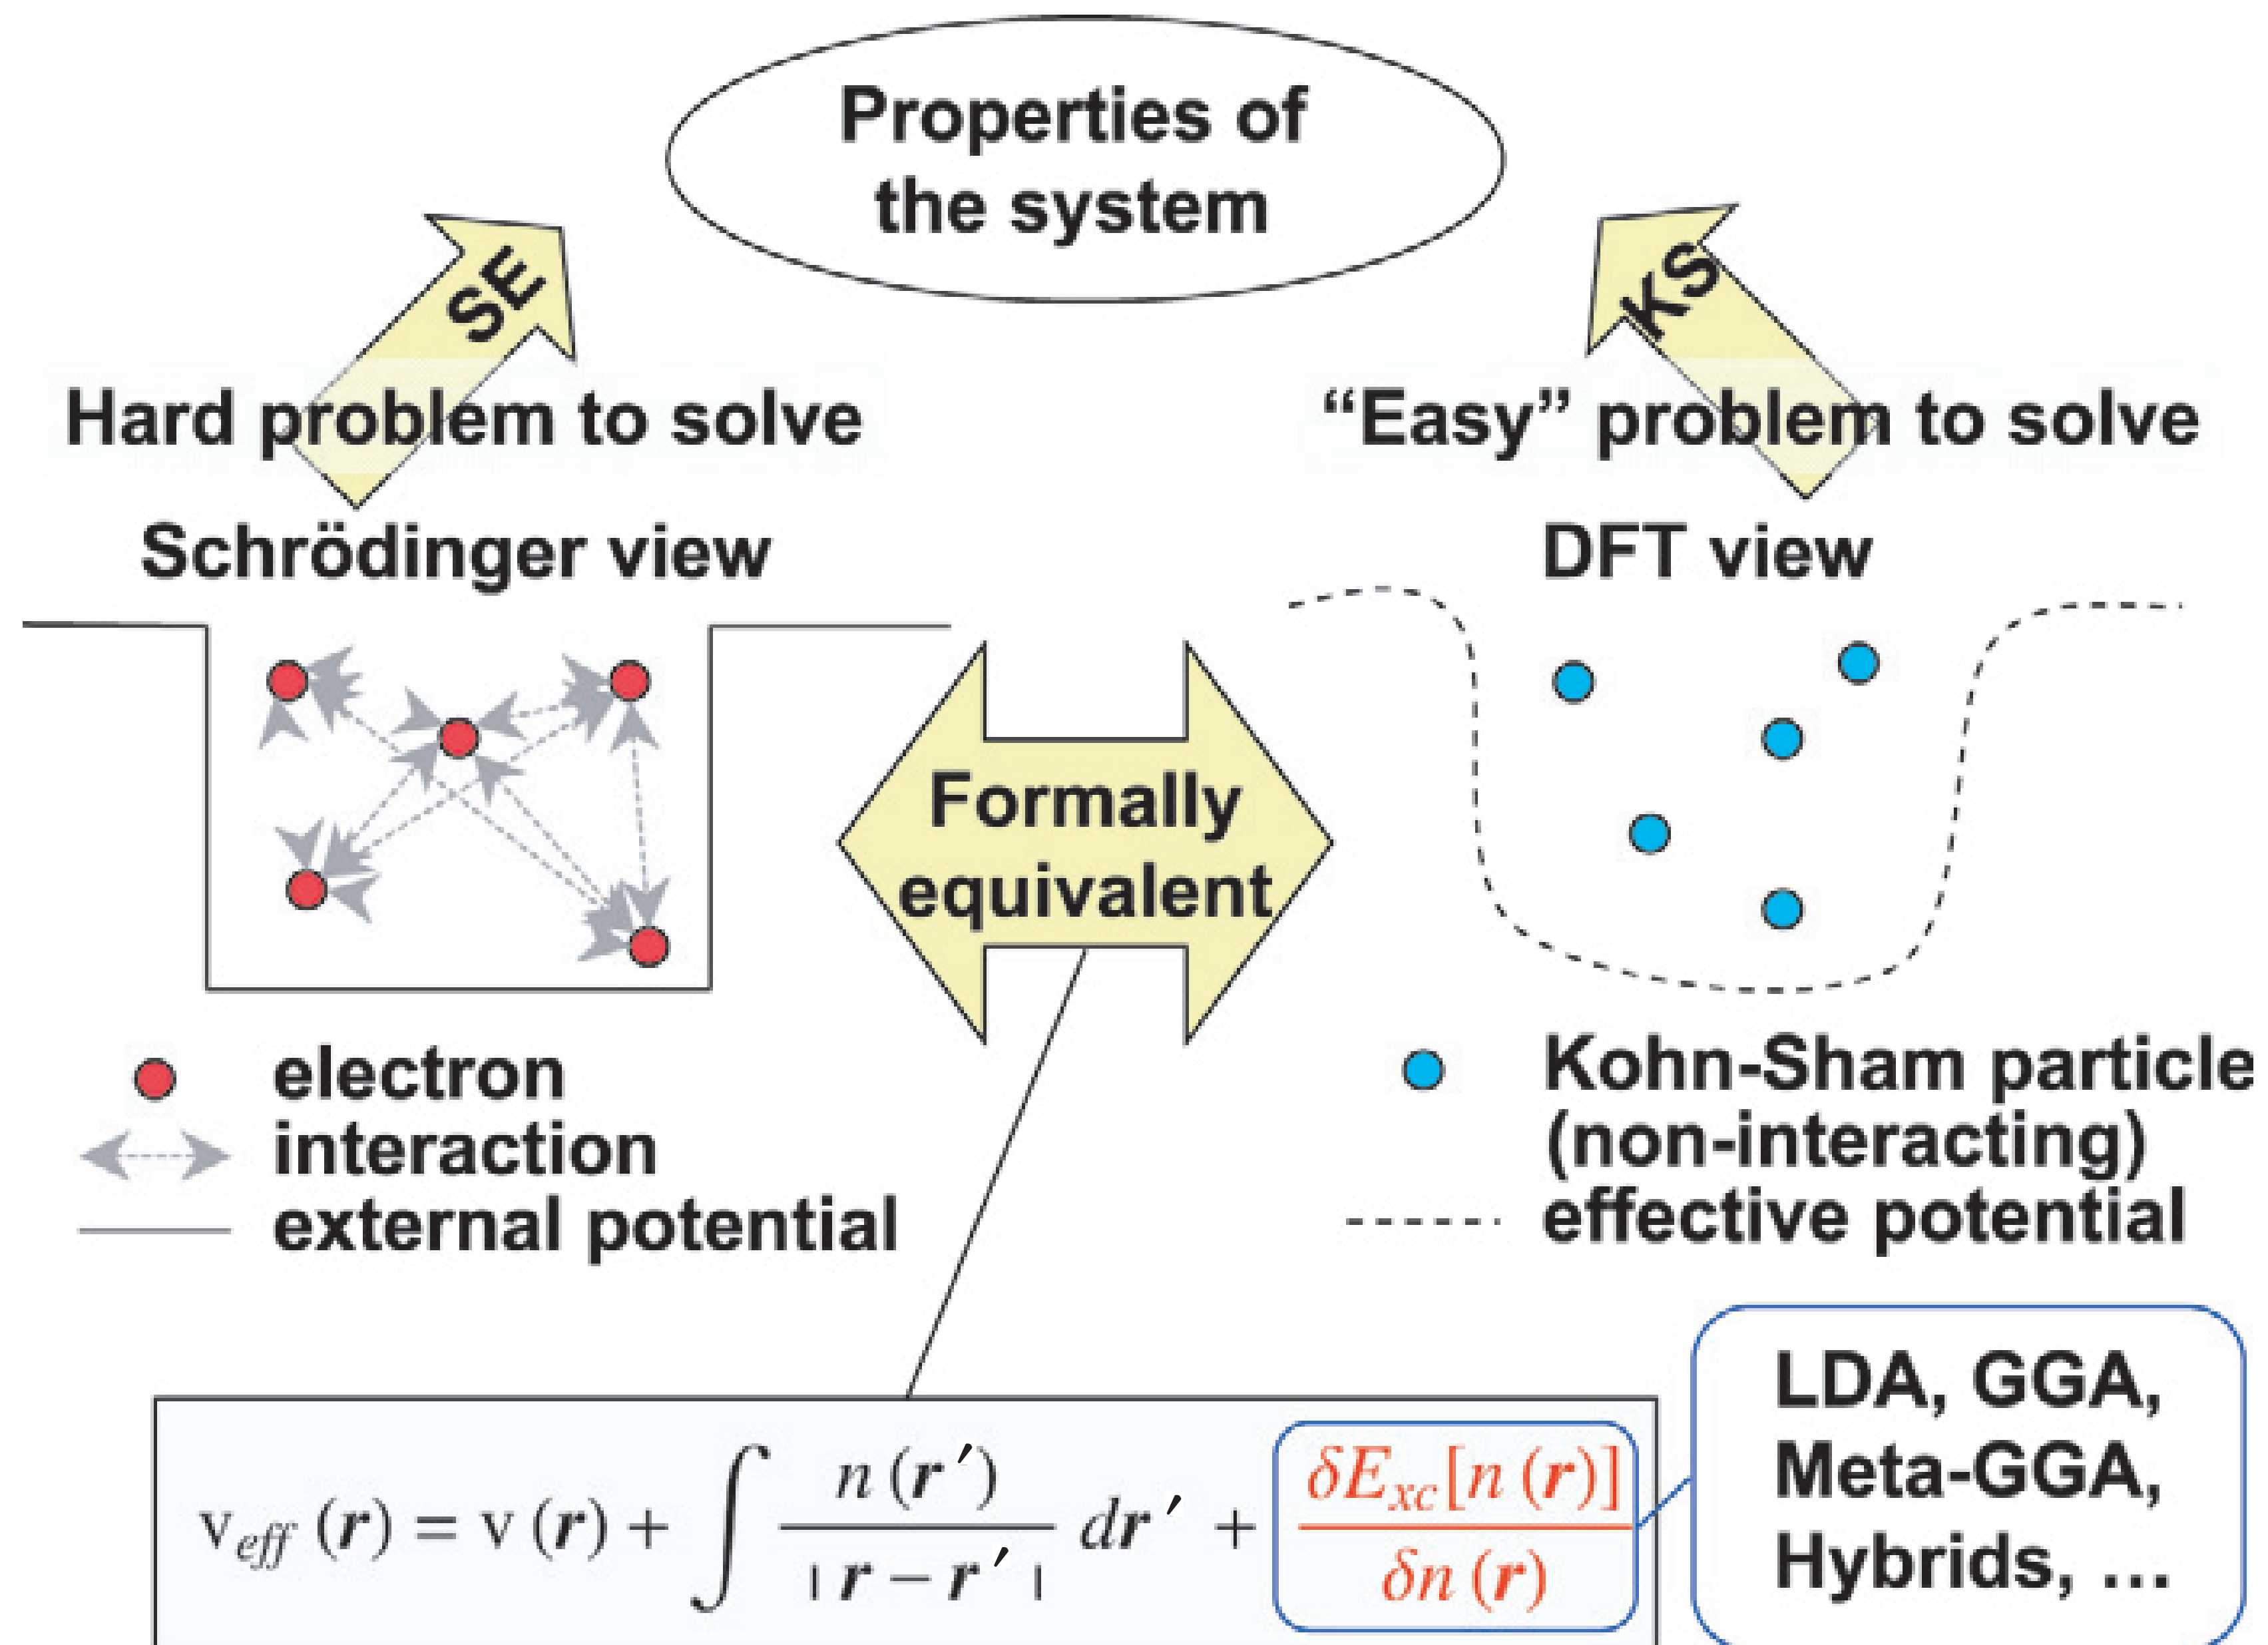 Properties of
the system
SE
KS
Hard problem to solve
“Easy” problem to solve
Schrödinger view
DFT view
Formally
equivalent
electron
interaction
external potential
Kohn-Sham particle
(non-interacting)
effective potential
v_eff (r) = v (r) + ∫ n (r′) / | r − r′ | dr′ + δE_xc [n (r)] / δn (r)
LDA, GGA,
Meta-GGA,
Hybrids, …